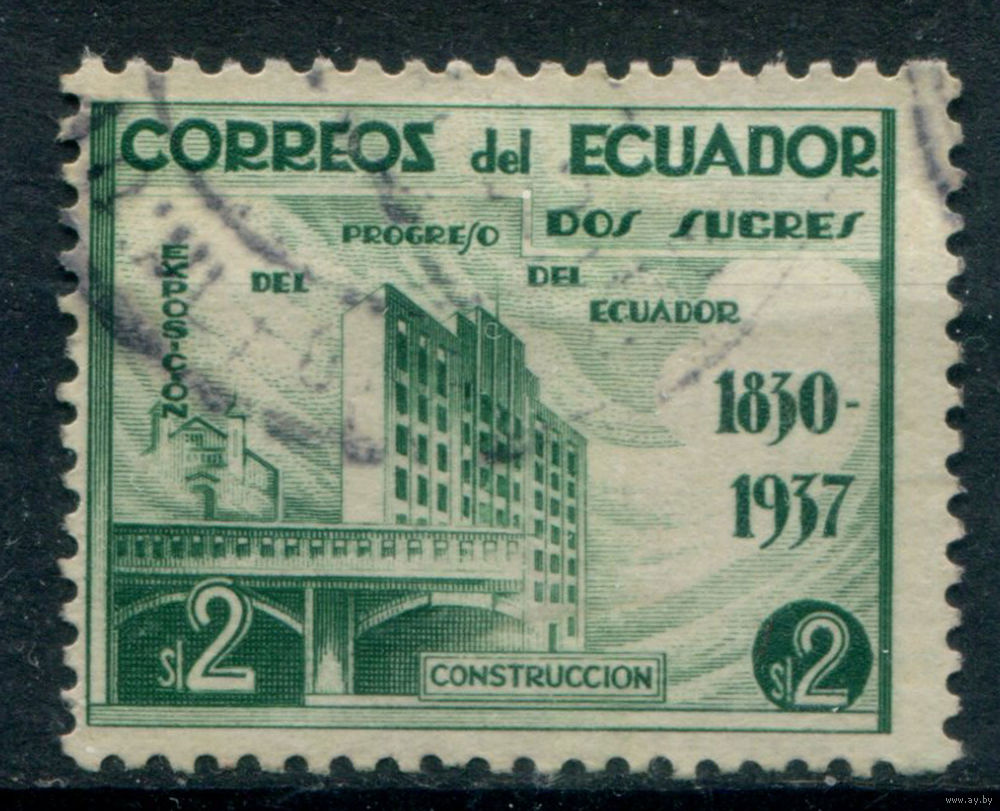 CORREOS del ECUADOR
DOS SUCRES
EXPOSICION
DEL
PROGRESO
DEL
ECUADOR
1830-
1937
S/2
CONSTRUCCION
S/2
www.ay.by